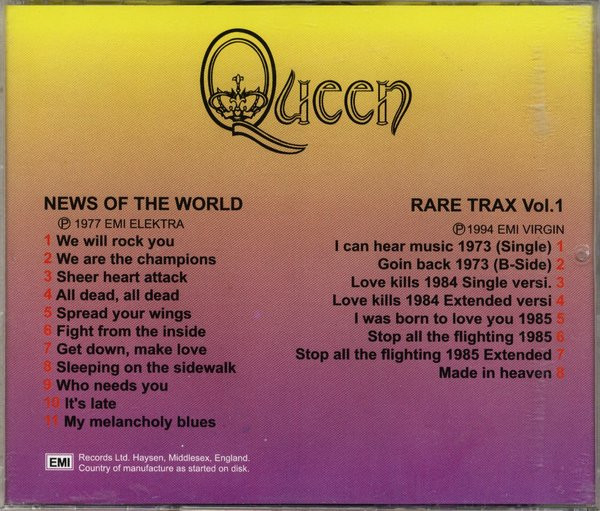 Queen
NEWS OF THE WORLD
℗ 1977 EMI ELEKTRA
1 We will rock you
2 We are the champions
3 Sheer heart attack
4 All dead, all dead
5 Spread your wings
6 Fight from the inside
7 Get down, make love
8 Sleeping on the sidewalk
9 Who needs you
10 It's late
11 My melancholy blues
RARE TRAX Vol.1
℗1994 EMI VIRGIN
I can hear music 1973 (Single) 1
Goin back 1973 (B-Side) 2
Love kills 1984 Single versi. 3
Love kills 1984 Extended versi 4
I was born to love you 1985 5
Stop all the flighting 1985 6
Stop all the flighting 1985 Extended 7
Made in heaven 8
EMI
Records Ltd. Haysen, Middlesex, England.
Country of manufacture as started on disk.